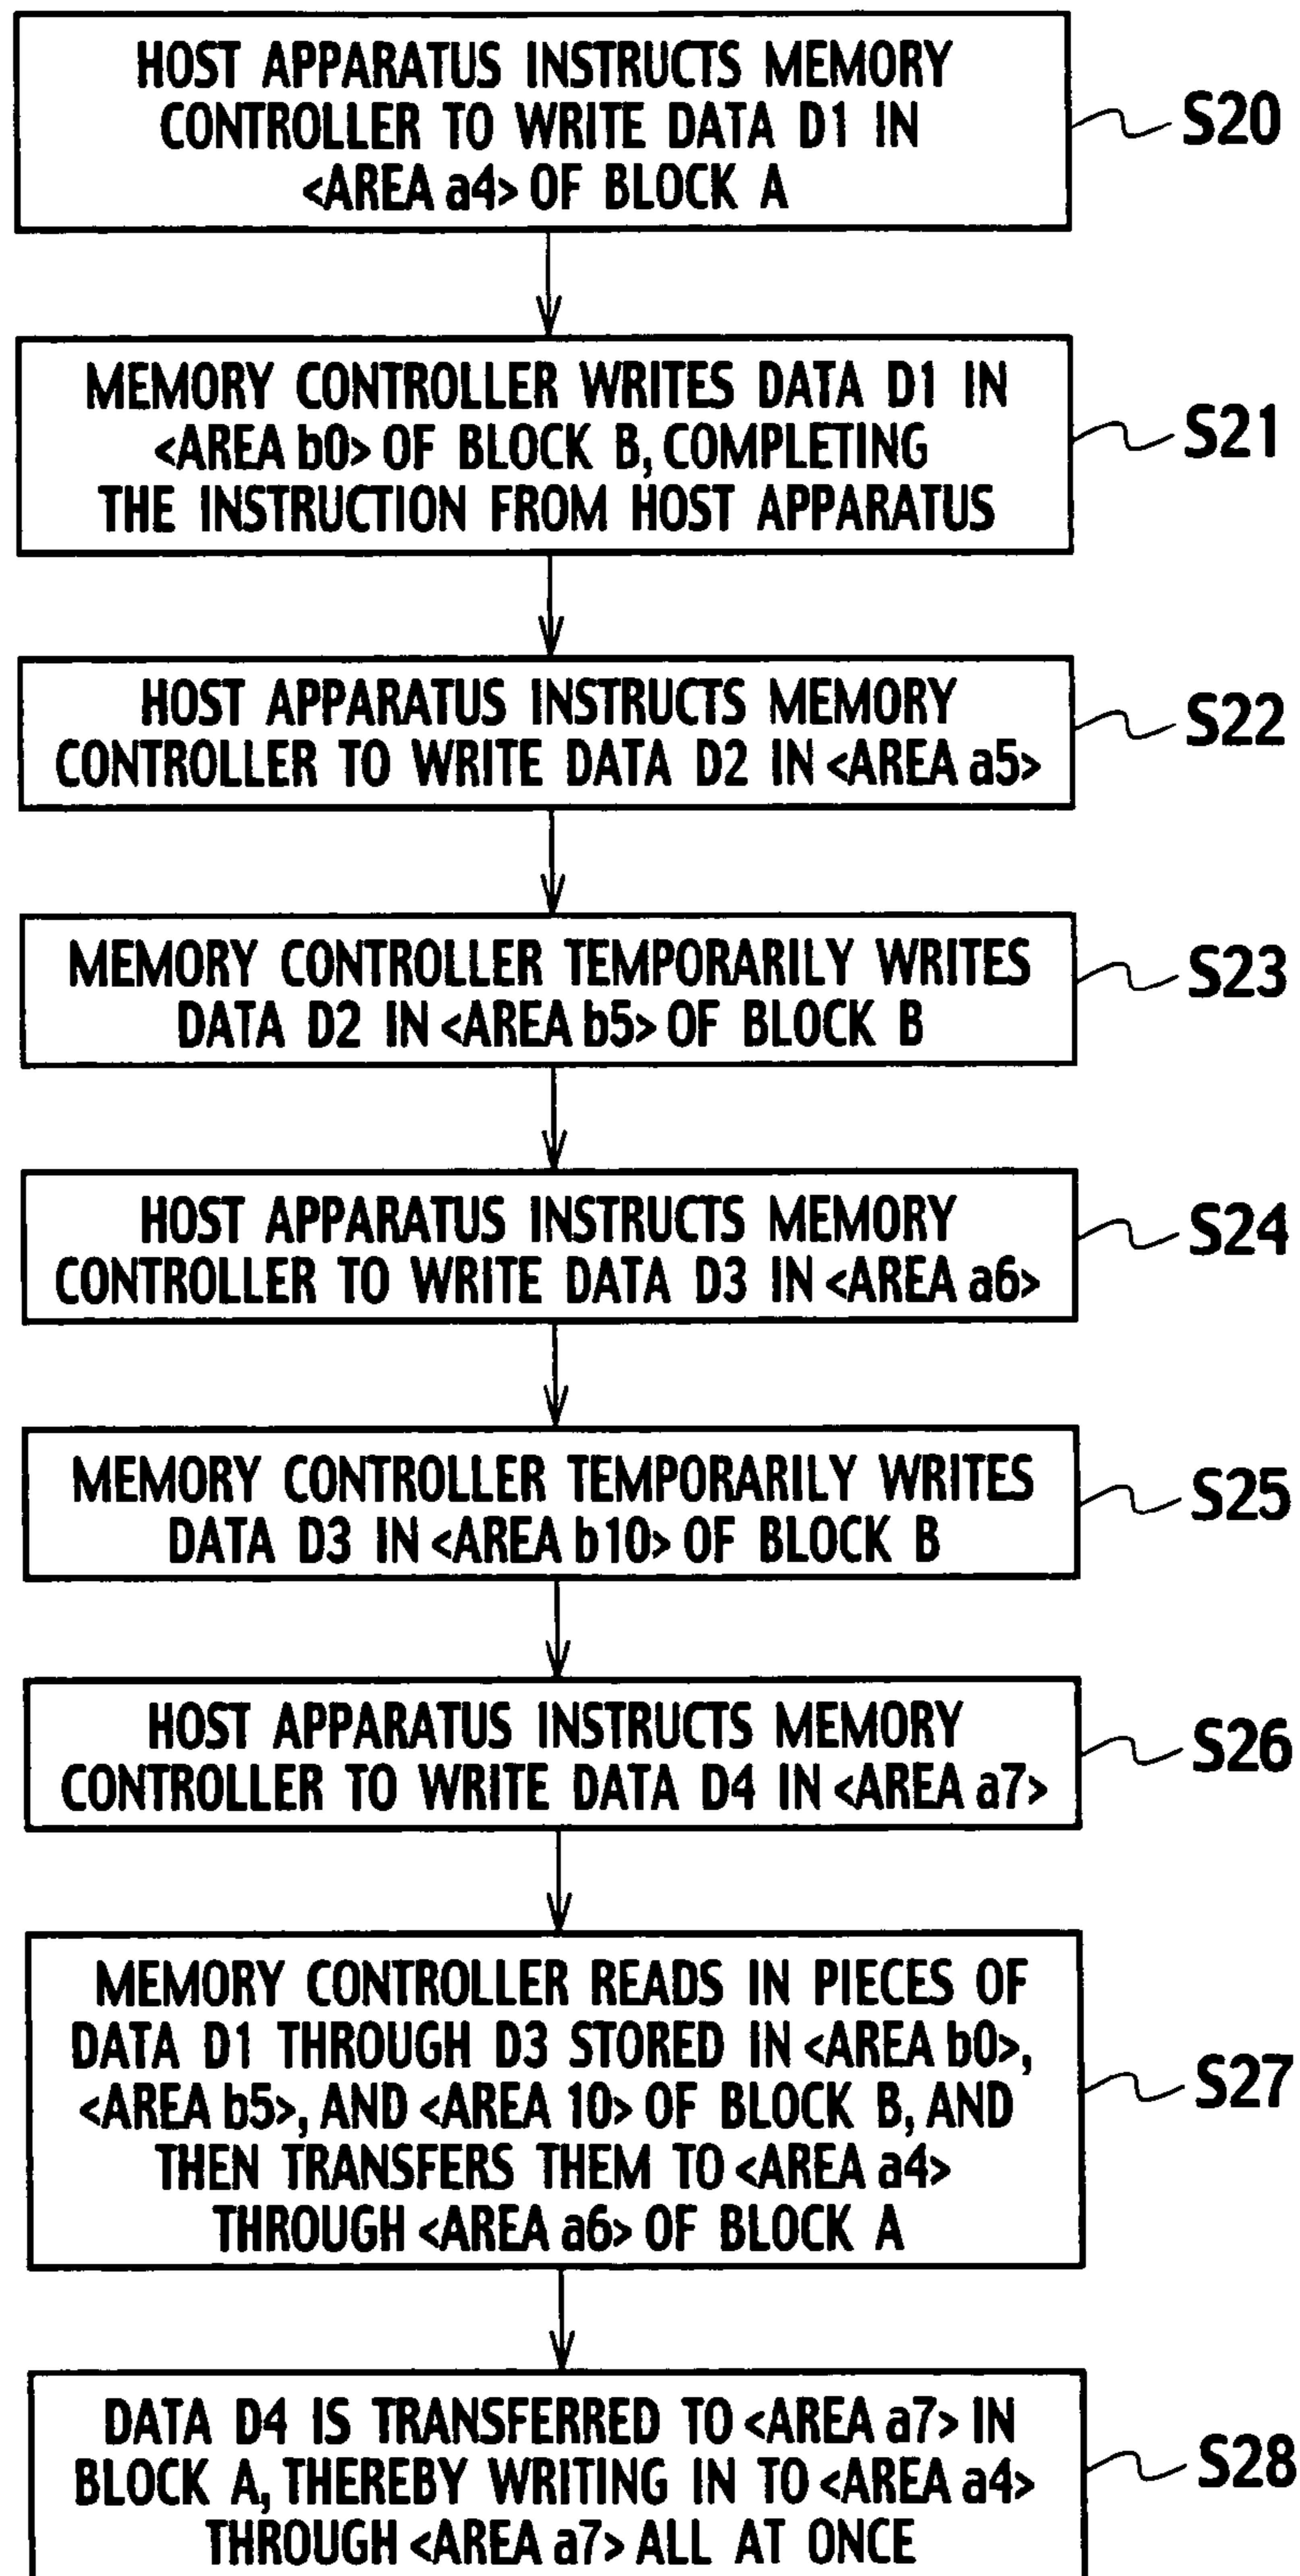 HOST APPARATUS INSTRUCTS MEMORY
CONTROLLER TO WRITE DATA D1 IN
<AREA a4> OF BLOCK A
S20
MEMORY CONTROLLER WRITES DATA D1 IN
<AREA b0> OF BLOCK B, COMPLETING
THE INSTRUCTION FROM HOST APPARATUS
S21
HOST APPARATUS INSTRUCTS MEMORY
CONTROLLER TO WRITE DATA D2 IN <AREA a5>
S22
MEMORY CONTROLLER TEMPORARILY WRITES
DATA D2 IN <AREA b5> OF BLOCK B
S23
HOST APPARATUS INSTRUCTS MEMORY
CONTROLLER TO WRITE DATA D3 IN <AREA a6>
S24
MEMORY CONTROLLER TEMPORARILY WRITES
DATA D3 IN <AREA b10> OF BLOCK B
S25
HOST APPARATUS INSTRUCTS MEMORY
CONTROLLER TO WRITE DATA D4 IN <AREA a7>
S26
MEMORY CONTROLLER READS IN PIECES OF
DATA D1 THROUGH D3 STORED IN <AREA b0>,
<AREA b5>, AND <AREA 10> OF BLOCK B, AND
THEN TRANSFERS THEM TO <AREA a4>
THROUGH <AREA a6> OF BLOCK A
S27
DATA D4 IS TRANSFERRED TO <AREA a7> IN
BLOCK A, THEREBY WRITING IN TO <AREA a4>
THROUGH <AREA a7> ALL AT ONCE
S28